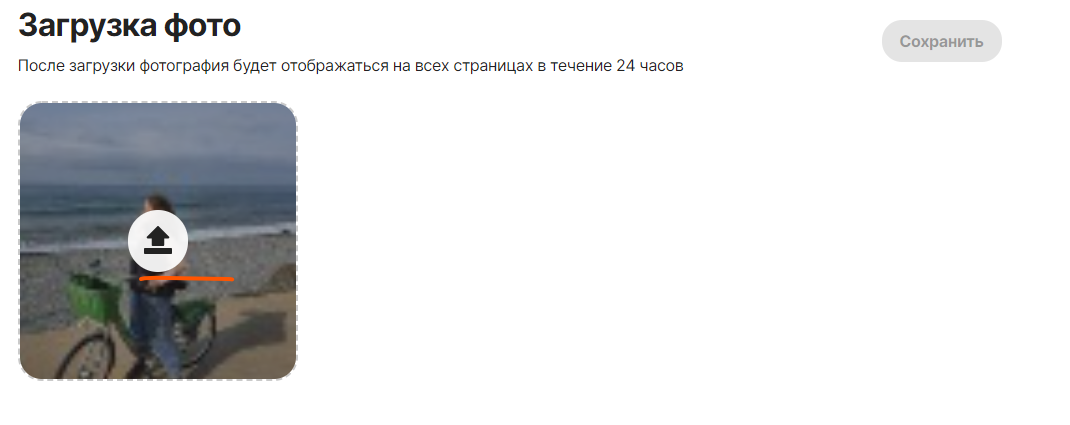 Загрузка фото
Сохранить
После загрузки фотография будет отображаться на всех страницах в течение 24 часов